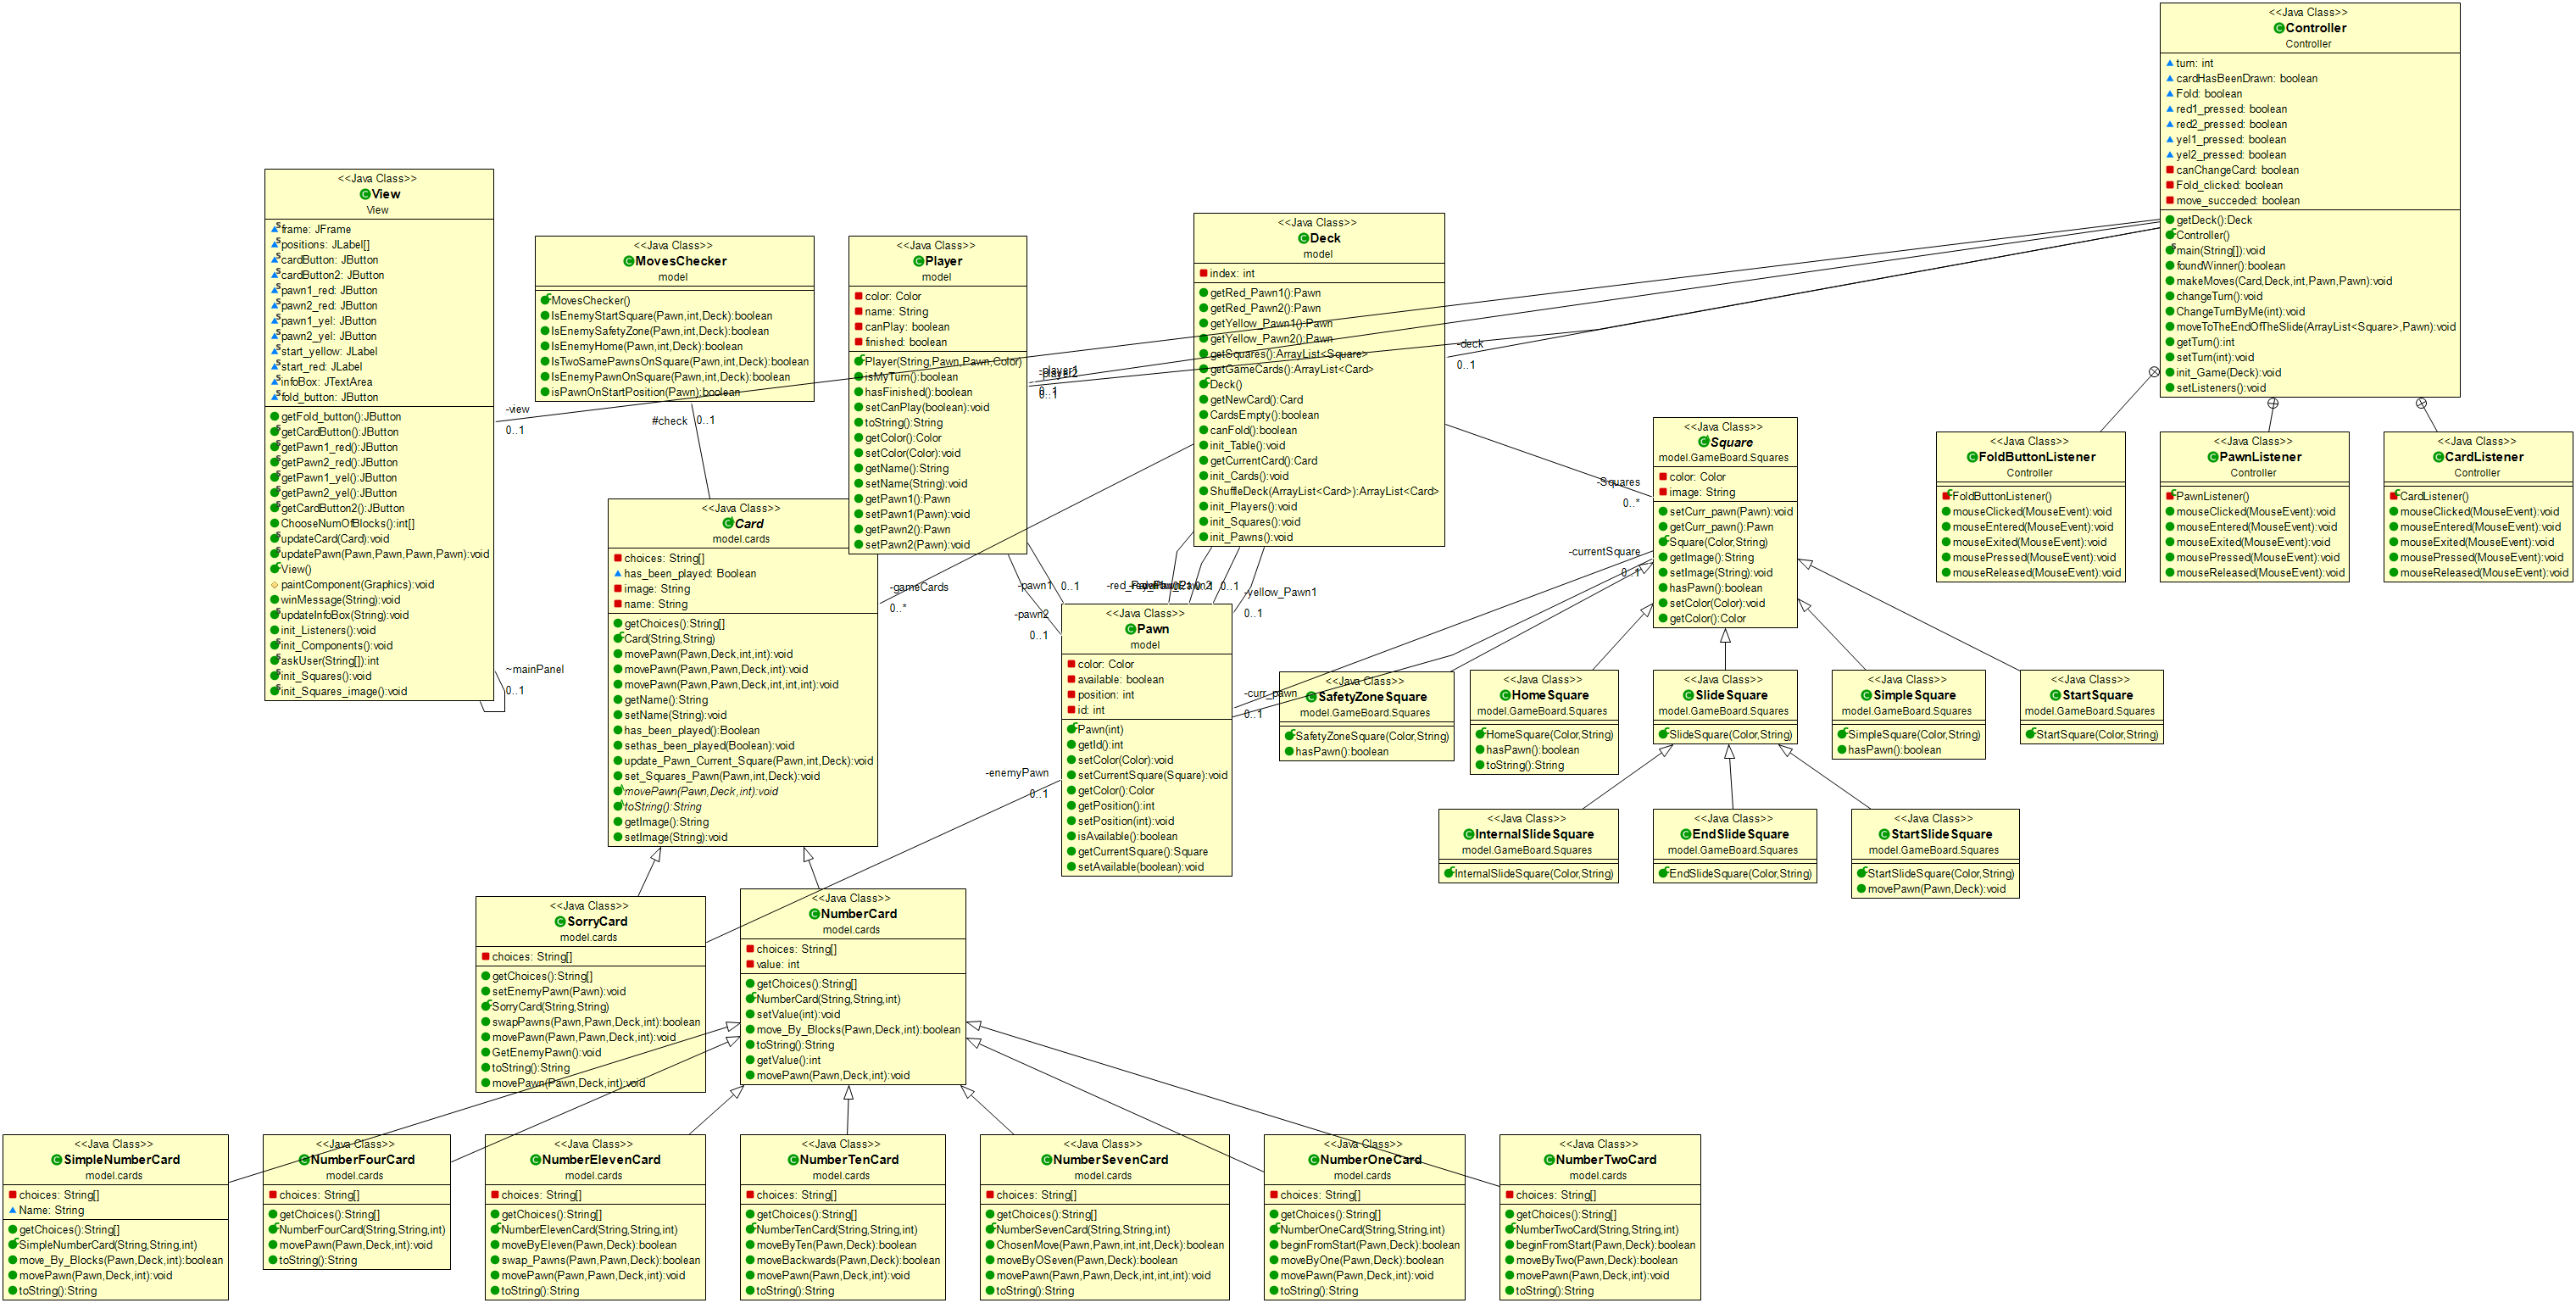 <<Java Class>>
Controller
Controller
turn: int
cardHasBeenDrawn: boolean
Fold: boolean
red1_pressed: boolean
red2_pressed: boolean
yel1_pressed: boolean
yel2_pressed: boolean
canChangeCard: boolean
Fold_clicked: boolean
move_succeded: boolean
getDeck():Deck
Controller()
main(String[]):void
foundWinner():boolean
makeMoves(Card,Deck,int,Pawn,Pawn):void
changeTurn():void
ChangeTurnByMe(int):void
moveToTheEndOfTheSlide(ArrayList<Square>,Pawn):void
getTurn():int
setTurn(int):void
init_Game(Deck):void
setListeners():void
<<Java Class>>
View
View
frame: JFrame
positions: JLabel[]
cardButton: JButton
cardButton2: JButton
pawn1_red: JButton
pawn2_red: JButton
pawn1_yel: JButton
pawn2_yel: JButton
start_yellow: JLabel
start_red: JLabel
infoBox: JTextArea
fold_button: JButton
getFold_button():JButton
getCardButton():JButton
getPawn1_red():JButton
getPawn2_red():JButton
getPawn1_yel():JButton
getPawn2_yel():JButton
getCardButton2():JButton
ChooseNumOfBlocks():int[]
updateCard(Card):void
updatePawn(Pawn,Pawn,Pawn,Pawn):void
View()
paintComponent(Graphics):void
winMessage(String):void
updateInfoBox(String):void
init_Listeners():void
init_Components():void
askUser(String[]):int
init_Squares():void
init_Squares_image():void
-view
0..1
~mainPanel
0..1
<<Java Class>>
MovesChecker
model
MovesChecker()
IsEnemyStartSquare(Pawn,int,Deck):boolean
IsEnemySafetyZone(Pawn,int,Deck):boolean
IsEnemyHome(Pawn,int,Deck):boolean
IsTwoSamePawnsOnSquare(Pawn,int,Deck):boolean
IsEnemyPawnOnSquare(Pawn,int,Deck):boolean
isPawnOnStartPosition(Pawn):boolean
#check
0..1
<<Java Class>>
Player
model
color: Color
name: String
canPlay: boolean
finished: boolean
Player(String,Pawn,Pawn,Color)
isMyTurn():boolean
hasFinished():boolean
setCanPlay(boolean):void
toString():String
getColor():Color
setColor(Color):void
getName():String
setName(String):void
getPawn1():Pawn
setPawn1(Pawn):void
getPawn2():Pawn
setPawn2(Pawn):void
-player2
0..1
<<Java Class>>
Deck
model
index: int
getRed_Pawn1():Pawn
getRed_Pawn2():Pawn
getYellow_Pawn1():Pawn
getYellow_Pawn2():Pawn
getSquares():ArrayList<Square>
getGameCards():ArrayList<Card>
Deck()
getNewCard():Card
CardsEmpty():boolean
canFold():boolean
init_Table():void
getCurrentCard():Card
init_Cards():void
ShuffleDeck(ArrayList<Card>):ArrayList<Card>
init_Players():void
init_Squares():void
init_Pawns():void
-deck
0..1
-Squares
0..*
-currentSquare
0..1
-gameCards
0..*
-pawn1
0..1
-pawn2
0..1
0..1
-yellow_Pawn1
0..1
<<Java Class>>
Card
model.cards
choices: String[]
has_been_played: Boolean
image: String
name: String
getChoices():String[]
Card(String,String)
movePawn(Pawn,Deck,int,int):void
movePawn(Pawn,Pawn,Deck,int):void
movePawn(Pawn,Pawn,Deck,int,int,int):void
getName():String
setName(String):void
has_been_played():Boolean
sethas_been_played(Boolean):void
update_Pawn_Current_Square(Pawn,int,Deck):void
set_Squares_Pawn(Pawn,int,Deck):void
movePawn(Pawn,Deck,int):void
toString():String
getImage():String
setImage(String):void
<<Java Class>>
Pawn
model
color: Color
available: boolean
position: int
id: int
Pawn(int)
getId():int
setColor(Color):void
setCurrentSquare(Square):void
getColor():Color
getPosition():int
setPosition(int):void
isAvailable():boolean
getCurrentSquare():Square
setAvailable(boolean):void
-curr_pawn
0..1
-enemyPawn
0..1
<<Java Class>>
Square
model.GameBoard.Squares
color: Color
image: String
setCurr_pawn(Pawn):void
getCurr_pawn():Pawn
Square(Color,String)
getImage():String
setImage(String):void
hasPawn():boolean
setColor(Color):void
getColor():Color
<<Java Class>>
FoldButtonListener
Controller
FoldButtonListener()
mouseClicked(MouseEvent):void
mouseEntered(MouseEvent):void
mouseExited(MouseEvent):void
mousePressed(MouseEvent):void
mouseReleased(MouseEvent):void
<<Java Class>>
PawnListener
Controller
PawnListener()
mouseClicked(MouseEvent):void
mouseEntered(MouseEvent):void
mouseExited(MouseEvent):void
mousePressed(MouseEvent):void
mouseReleased(MouseEvent):void
<<Java Class>>
CardListener
Controller
CardListener()
mouseClicked(MouseEvent):void
mouseEntered(MouseEvent):void
mouseExited(MouseEvent):void
mousePressed(MouseEvent):void
mouseReleased(MouseEvent):void
<<Java Class>>
SafetyZoneSquare
model.GameBoard.Squares
SafetyZoneSquare(Color,String)
hasPawn():boolean
<<Java Class>>
HomeSquare
model.GameBoard.Squares
HomeSquare(Color,String)
hasPawn():boolean
toString():String
<<Java Class>>
SlideSquare
model.GameBoard.Squares
SlideSquare(Color,String)
<<Java Class>>
SimpleSquare
model.GameBoard.Squares
SimpleSquare(Color,String)
hasPawn():boolean
<<Java Class>>
StartSquare
model.GameBoard.Squares
StartSquare(Color,String)
<<Java Class>>
InternalSlideSquare
model.GameBoard.Squares
InternalSlideSquare(Color,String)
<<Java Class>>
EndSlideSquare
model.GameBoard.Squares
EndSlideSquare(Color,String)
<<Java Class>>
StartSlideSquare
model.GameBoard.Squares
StartSlideSquare(Color,String)
movePawn(Pawn,Deck):void
<<Java Class>>
SorryCard
model.cards
choices: String[]
getChoices():String[]
setEnemyPawn(Pawn):void
SorryCard(String,String)
swapPawns(Pawn,Pawn,Deck,int):boolean
movePawn(Pawn,Pawn,Deck,int):void
GetEnemyPawn():void
toString():String
movePawn(Pawn,Deck,int):void
<<Java Class>>
NumberCard
model.cards
choices: String[]
value: int
getChoices():String[]
NumberCard(String,String,int)
setValue(int):void
move_By_Blocks(Pawn,Deck,int):boolean
toString():String
getValue():int
movePawn(Pawn,Deck,int):void
<<Java Class>>
SimpleNumberCard
model.cards
choices: String[]
Name: String
getChoices():String[]
SimpleNumberCard(String,String,int)
move_By_Blocks(Pawn,Deck,int):boolean
movePawn(Pawn,Deck,int):void
toString():String
<<Java Class>>
NumberFourCard
model.cards
choices: String[]
getChoices():String[]
NumberFourCard(String,String,int)
movePawn(Pawn,Deck,int):void
toString():String
<<Java Class>>
NumberElevenCard
model.cards
choices: String[]
getChoices():String[]
NumberElevenCard(String,String,int)
moveByEleven(Pawn,Deck):boolean
swap_Pawns(Pawn,Pawn,Deck):boolean
movePawn(Pawn,Pawn,Deck,int):void
toString():String
<<Java Class>>
NumberTenCard
model.cards
choices: String[]
getChoices():String[]
NumberTenCard(String,String,int)
moveByTen(Pawn,Deck):boolean
moveBackwards(Pawn,Deck):boolean
movePawn(Pawn,Deck,int):void
toString():String
<<Java Class>>
NumberSevenCard
model.cards
choices: String[]
getChoices():String[]
NumberSevenCard(String,String,int)
ChosenMove(Pawn,Pawn,int,int,Deck):boolean
moveByOSeven(Pawn,Deck):boolean
movePawn(Pawn,Pawn,Deck,int,int,int):void
toString():String
<<Java Class>>
NumberOneCard
model.cards
choices: String[]
getChoices():String[]
NumberOneCard(String,String,int)
beginFromStart(Pawn,Deck):boolean
moveByOne(Pawn,Deck):boolean
movePawn(Pawn,Deck,int):void
toString():String
<<Java Class>>
NumberTwoCard
model.cards
choices: String[]
getChoices():String[]
NumberTwoCard(String,String,int)
beginFromStart(Pawn,Deck):boolean
moveByTwo(Pawn,Deck):boolean
movePawn(Pawn,Deck,int):void
toString():String